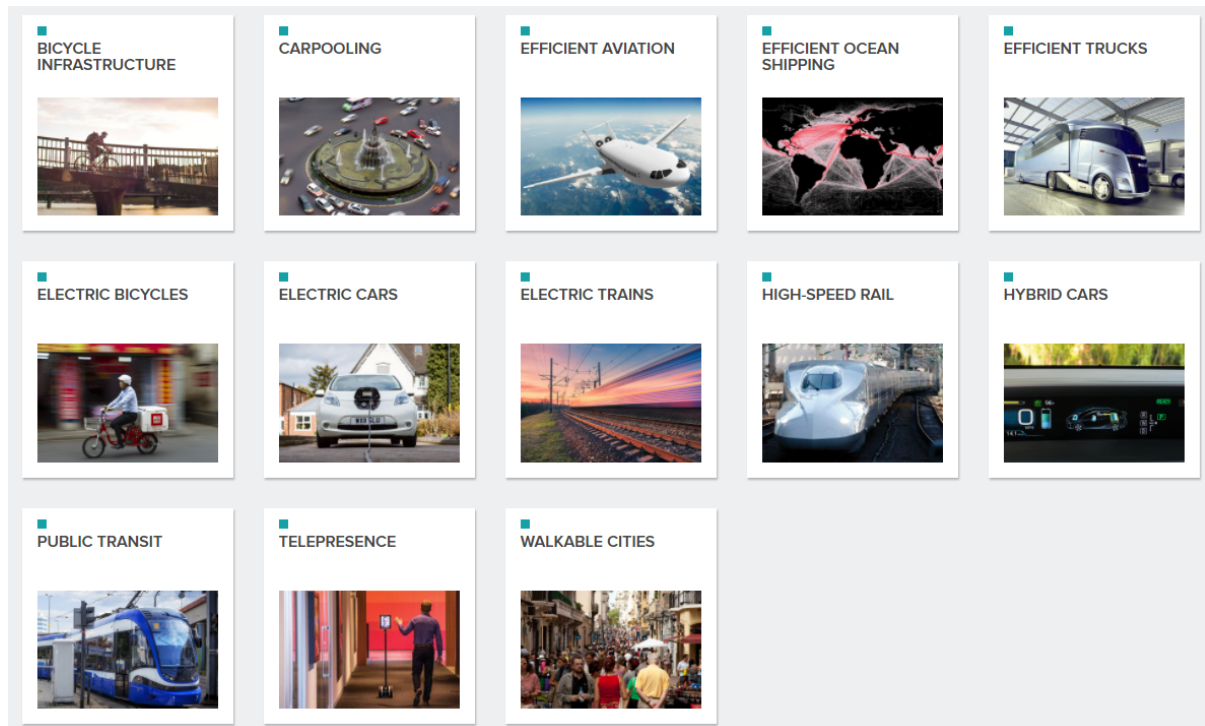 BICYCLE
INFRASTRUCTURE
CARPOOLING
EFFICIENT AVIATION
EFFICIENT OCEAN
SHIPPING
EFFICIENT TRUCKS
ELECTRIC BICYCLES
ELECTRIC CARS
ELECTRIC TRAINS
HIGH-SPEED RAIL
HYBRID CARS
PUBLIC TRANSIT
TELEPRESENCE
WALKABLE CITIES